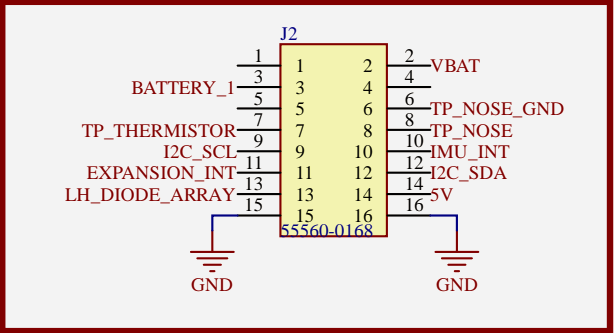 J2
1 1 2 2 VBAT
BATTERY_1 3 3 4 4
5 5 6 6 TP_NOSE_GND
TP_THERMISTOR 7 7 8 8 TP_NOSE
I2C_SCL 9 9 10 10 IMU_INT
EXPANSION_INT 11 11 12 12 I2C_SDA
LH_DIODE_ARRAY 13 13 14 14 5V
15 15 16 16
55560-0168
GND GND